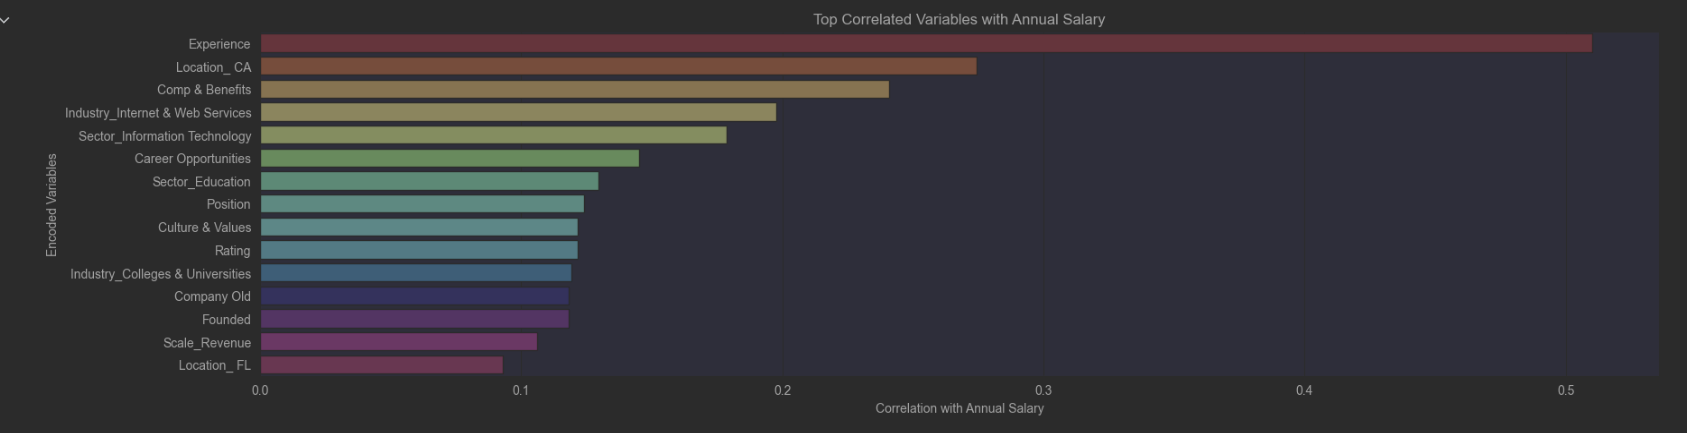 Top Correlated Variables with Annual Salary
Experience
Location_ CA
Comp & Benefits
Industry_Internet & Web Services
Sector_Information Technology
Career Opportunities
Sector_Education
Position
Culture & Values
Rating
Industry_Colleges & Universities
Company Old
Founded
Scale_Revenue
Location_ FL
Encoded Variables
0.0 0.1 0.2 0.3 0.4 0.5
Correlation with Annual Salary